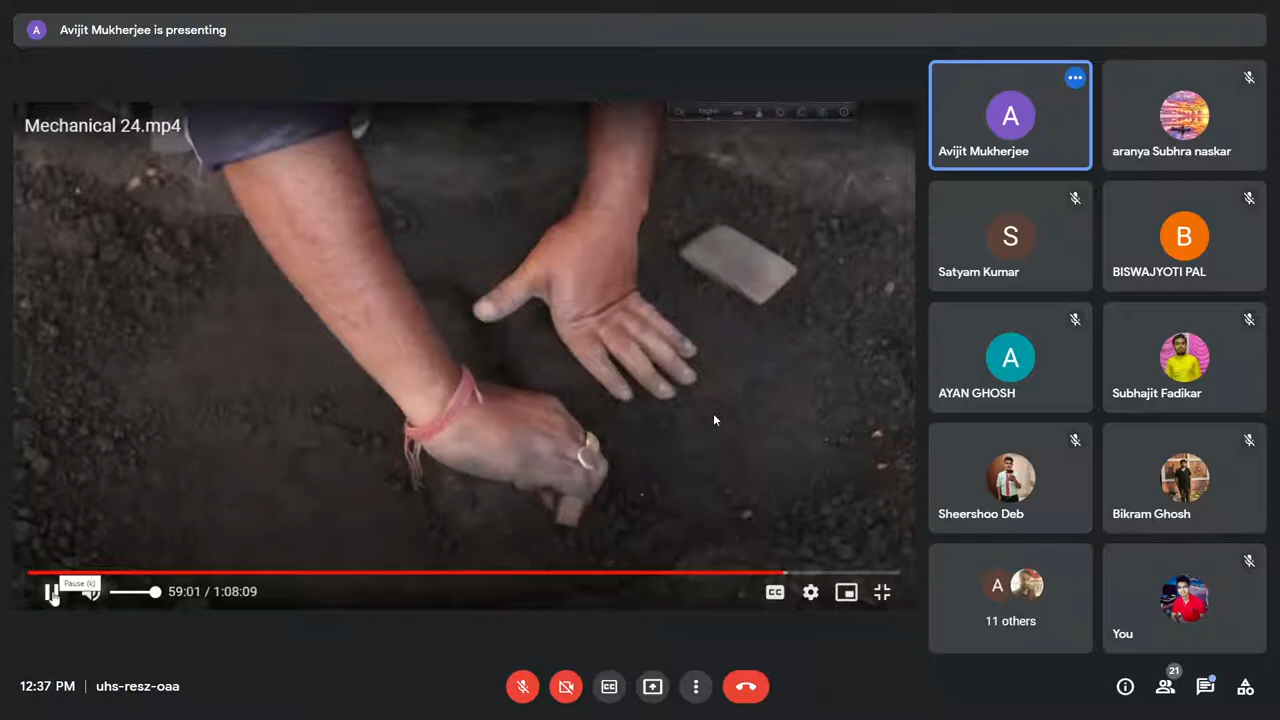 A
Avijit Mukherjee is presenting
Mechanical 24.mp4
A
Avijit Mukherjee
aranya Subhra naskar
S
Satyam Kumar
B
BISWAJYOTI PAL
A
AYAN GHOSH
Subhajit Fadikar
Sheershoo Deb
Bikram Ghosh
A
11 others
You
Pause (k)
59:01 / 1:08:09
CC
12:37 PM | uhs-resz-oaa
CC
21